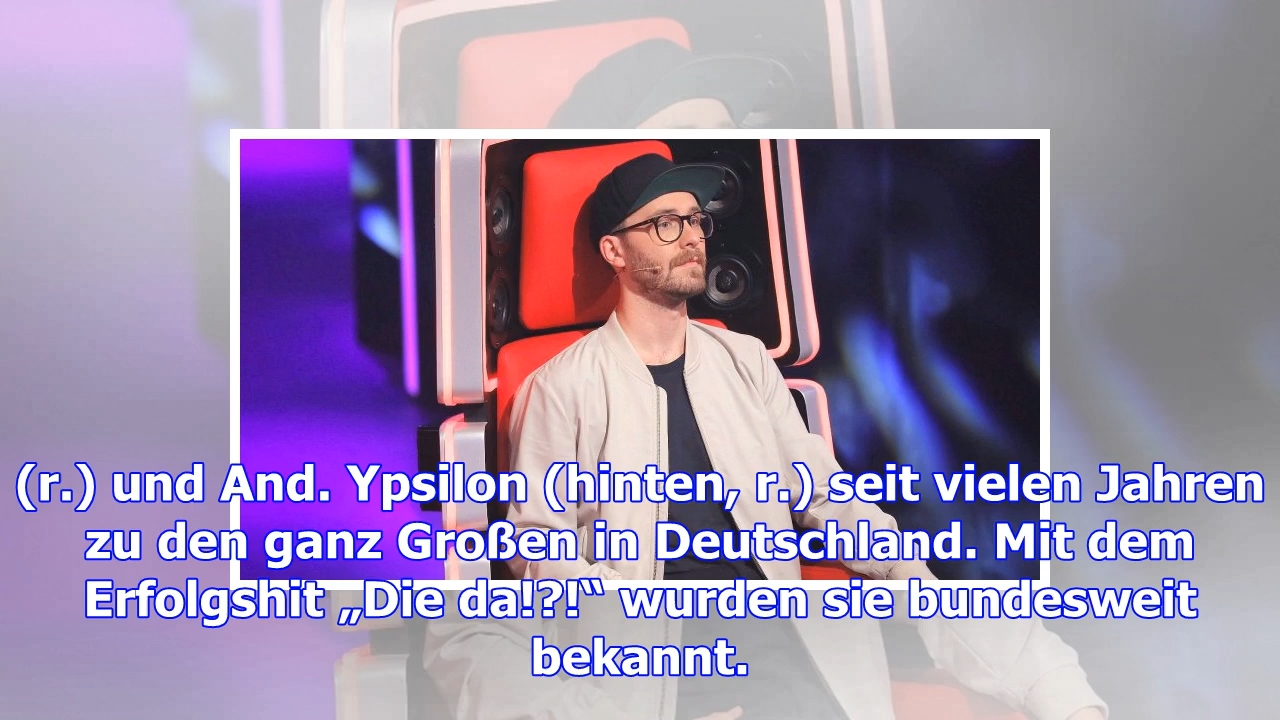 (r.) und And. Ypsilon (hinten, r.) seit vielen Jahren
zu den ganz Großen in Deutschland. Mit dem
Erfolgshit „Die da!?!“ wurden sie bundesweit
bekannt.